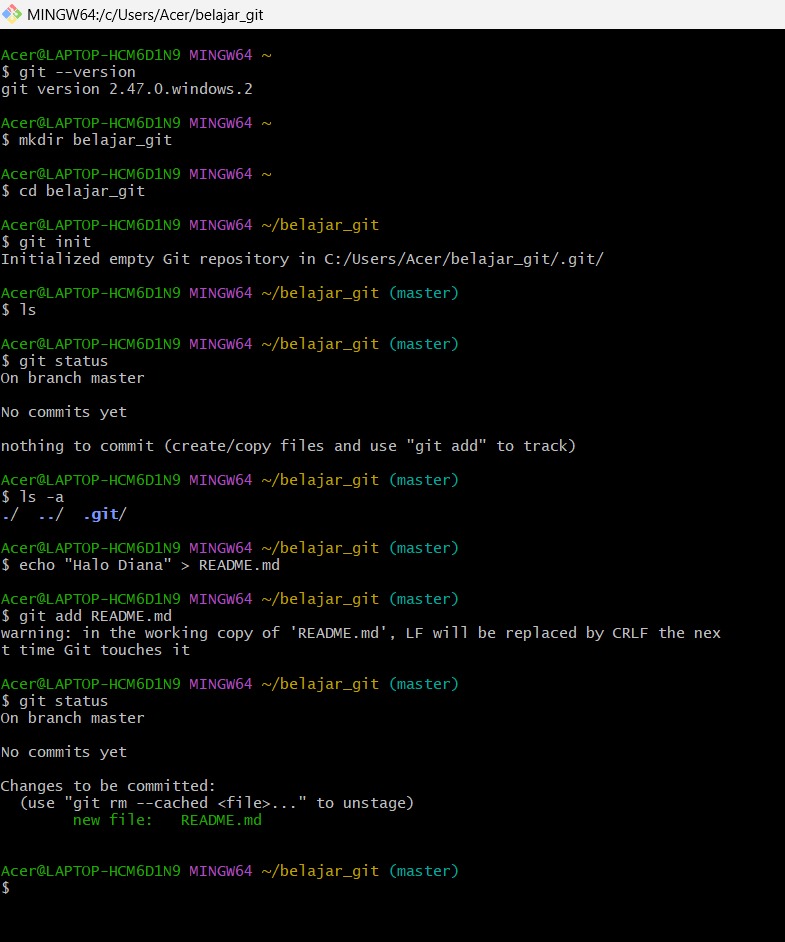 MINGW64:/c/Users/Acer/belajar_git
Acer@LAPTOP-HCM6D1N9 MINGW64 ~
$ git --version
git version 2.47.0.windows.2
Acer@LAPTOP-HCM6D1N9 MINGW64 ~
$ mkdir belajar_git
Acer@LAPTOP-HCM6D1N9 MINGW64 ~
$ cd belajar_git
Acer@LAPTOP-HCM6D1N9 MINGW64 ~/belajar_git
$ git init
Initialized empty Git repository in C:/Users/Acer/belajar_git/.git/
Acer@LAPTOP-HCM6D1N9 MINGW64 ~/belajar_git (master)
$ ls
Acer@LAPTOP-HCM6D1N9 MINGW64 ~/belajar_git (master)
$ git status
On branch master
No commits yet
nothing to commit (create/copy files and use "git add" to track)
Acer@LAPTOP-HCM6D1N9 MINGW64 ~/belajar_git (master)
$ ls -a
./  ../  .git/
Acer@LAPTOP-HCM6D1N9 MINGW64 ~/belajar_git (master)
$ echo "Halo Diana" > README.md
Acer@LAPTOP-HCM6D1N9 MINGW64 ~/belajar_git (master)
$ git add README.md
warning: in the working copy of 'README.md', LF will be replaced by CRLF the nex
t time Git touches it
Acer@LAPTOP-HCM6D1N9 MINGW64 ~/belajar_git (master)
$ git status
On branch master
No commits yet
Changes to be committed:
  (use "git rm --cached <file>..." to unstage)
        new file:   README.md
Acer@LAPTOP-HCM6D1N9 MINGW64 ~/belajar_git (master)
$